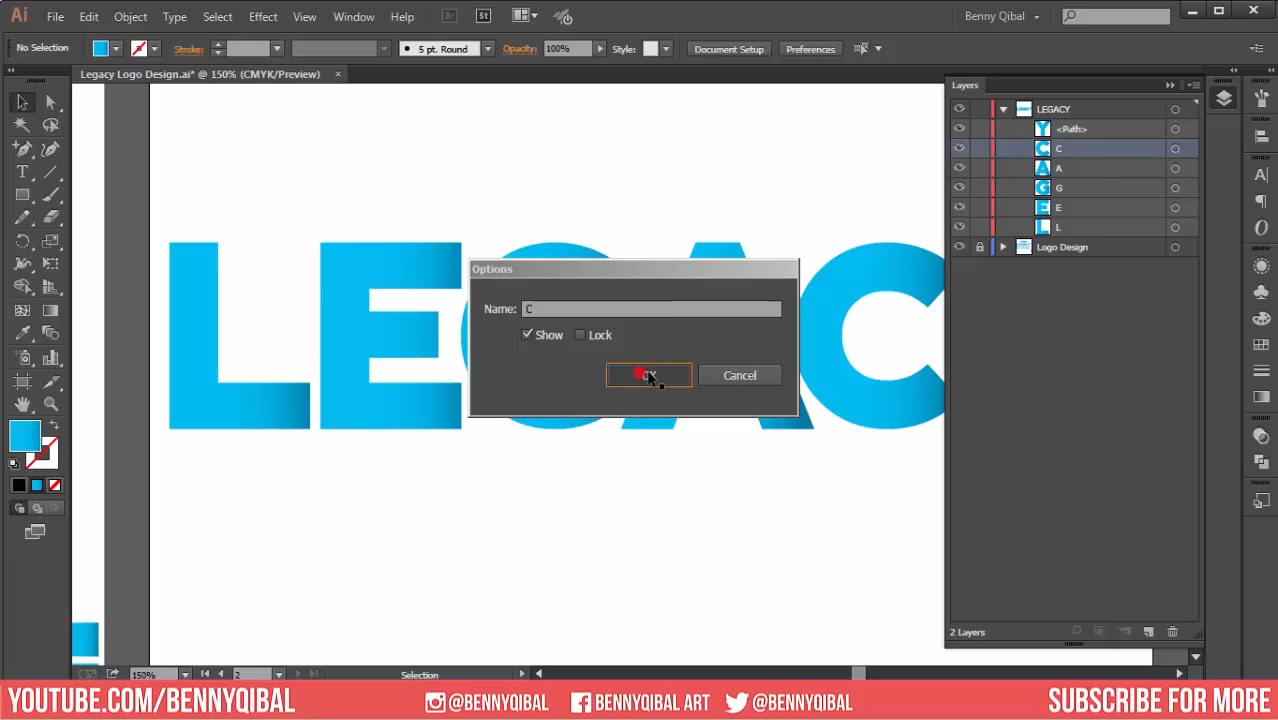 Ai File Edit Object Type Select Effect View Window Help Br St Benny Qibal
No Selection Stroke: 5 pt. Round Opacity: 100% Style: Document Setup Preferences
Legacy Logo Design.ai* @ 150% (CMYK/Preview) ×
Layers
LEGACY
<Path>
C
A
G
E
L
Logo Design
LEGAC
Options
Name: C
Show Lock
OK Cancel
2 Layers
150% 2 Selection
YOUTUBE.COM/BENNYQIBAL @BENNYQIBAL BENNYQIBAL ART @BENNYQIBAL SUBSCRIBE FOR MORE